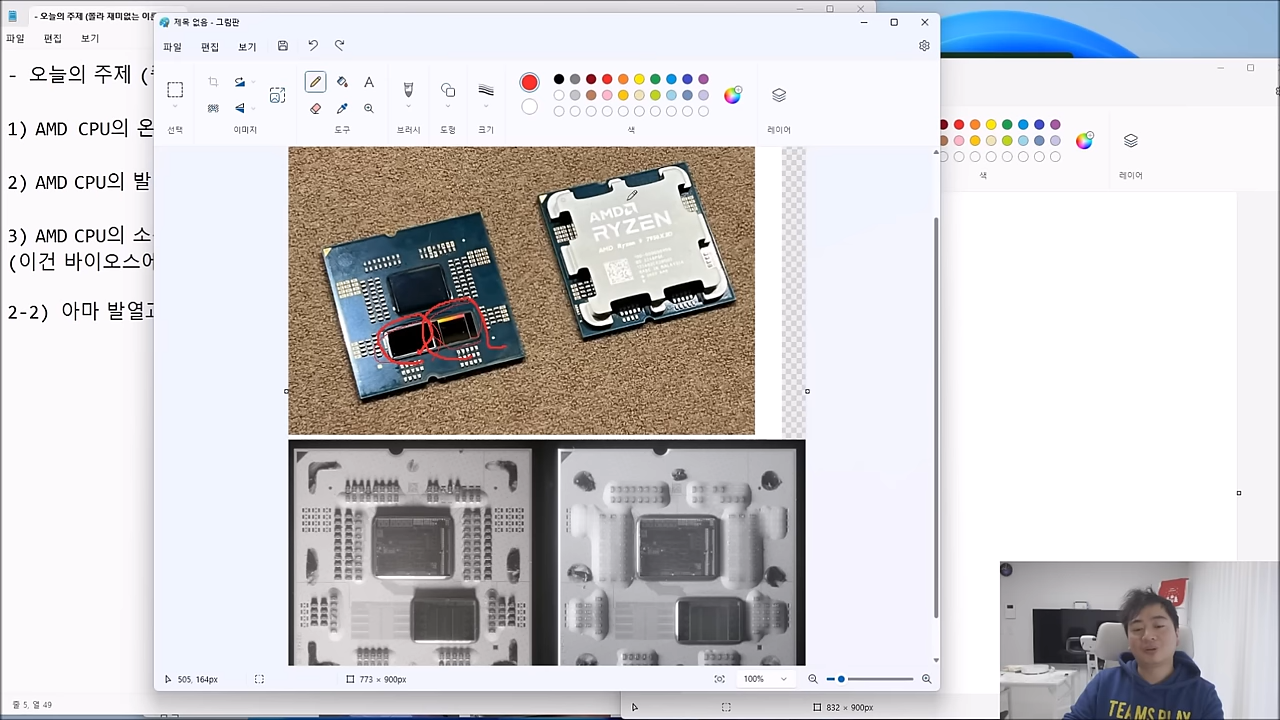 - 오늘의 주제 (쫄라 재미없는 이론
파일
편집
보기
- 오늘의 주제 (
1) AMD CPU의 온
2) AMD CPU의 발
3) AMD CPU의 소
(이건 바이오스에
2-2) 아마 발열고
줄 5, 열 49
제목 없음 - 그림판
파일
편집
보기
선택
이미지
도구
브러시
도형
크기
색
레이어
AMD
RYZEN
505, 164px
773 × 900px
100%
색
레이어
832 × 900px
TEAMS PLAY